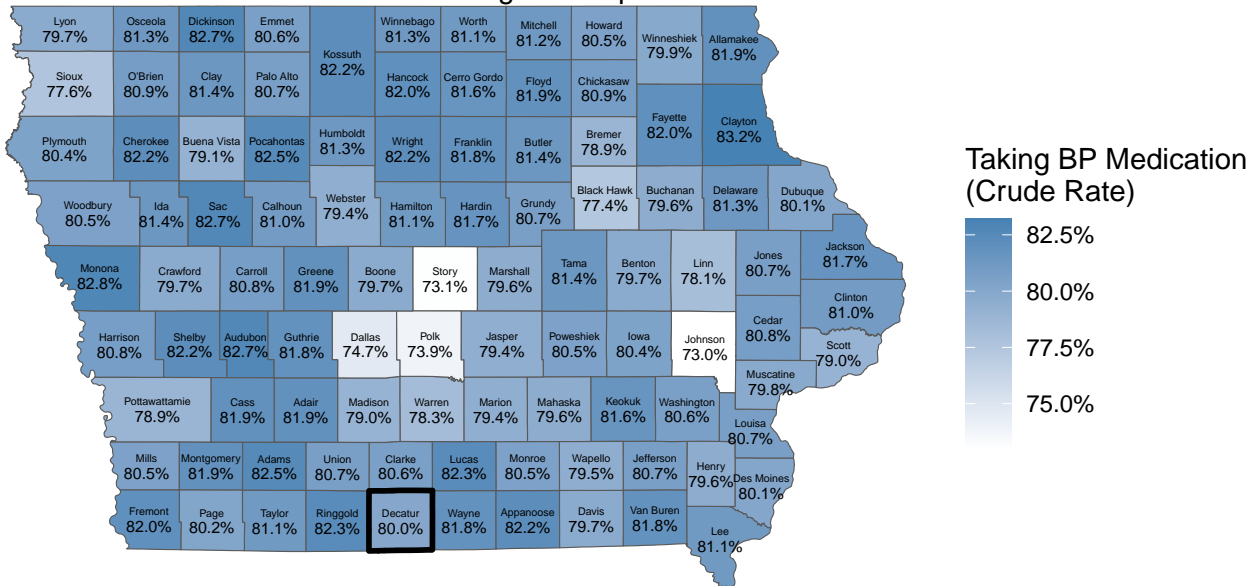 Lyon
79.7%
Osceola
81.3%
Dickinson
82.7%
Emmet
80.6%
Kossuth
82.2%
Winnebago
81.3%
Worth
81.1%
Mitchell
81.2%
Howard
80.5%
Winneshiek
79.9%
Allamakee
81.9%
Sioux
77.6%
O'Brien
80.9%
Clay
81.4%
Palo Alto
80.7%
Hancock
82.0%
Cerro Gordo
81.6%
Floyd
81.9%
Chickasaw
80.9%
Fayette
82.0%
Clayton
83.2%
Plymouth
80.4%
Cherokee
82.2%
Buena Vista
79.1%
Pocahontas
82.5%
Humboldt
81.3%
Wright
82.2%
Franklin
81.8%
Butler
81.4%
Bremer
78.9%
Woodbury
80.5%
Ida
81.4%
Sac
82.7%
Calhoun
81.0%
Webster
79.4%
Hamilton
81.1%
Hardin
81.7%
Grundy
80.7%
Black Hawk
77.4%
Buchanan
79.6%
Delaware
81.3%
Dubuque
80.1%
Monona
82.8%
Crawford
79.7%
Carroll
80.8%
Greene
81.9%
Boone
79.7%
Story
73.1%
Marshall
79.6%
Tama
81.4%
Benton
79.7%
Linn
78.1%
Jones
80.7%
Jackson
81.7%
Clinton
81.0%
Harrison
80.8%
Shelby
82.2%
Audubon
82.7%
Guthrie
81.8%
Dallas
74.7%
Polk
73.9%
Jasper
79.4%
Poweshiek
80.5%
Iowa
80.4%
Johnson
73.0%
Cedar
80.8%
Scott
79.0%
Muscatine
79.8%
Pottawattamie
78.9%
Cass
81.9%
Adair
81.9%
Madison
79.0%
Warren
78.3%
Marion
79.4%
Mahaska
79.6%
Keokuk
81.6%
Washington
80.6%
Louisa
80.7%
Mills
80.5%
Montgomery
81.9%
Adams
82.5%
Union
80.7%
Clarke
80.6%
Lucas
82.3%
Monroe
80.5%
Wapello
79.5%
Jefferson
80.7%
Henry
79.6%
Des Moines
80.1%
Fremont
82.0%
Page
80.2%
Taylor
81.1%
Ringgold
82.3%
Decatur
80.0%
Wayne
81.8%
Appanoose
82.2%
Davis
79.7%
Van Buren
81.8%
Lee
81.1%
Taking BP Medication
(Crude Rate)
82.5%
80.0%
77.5%
75.0%